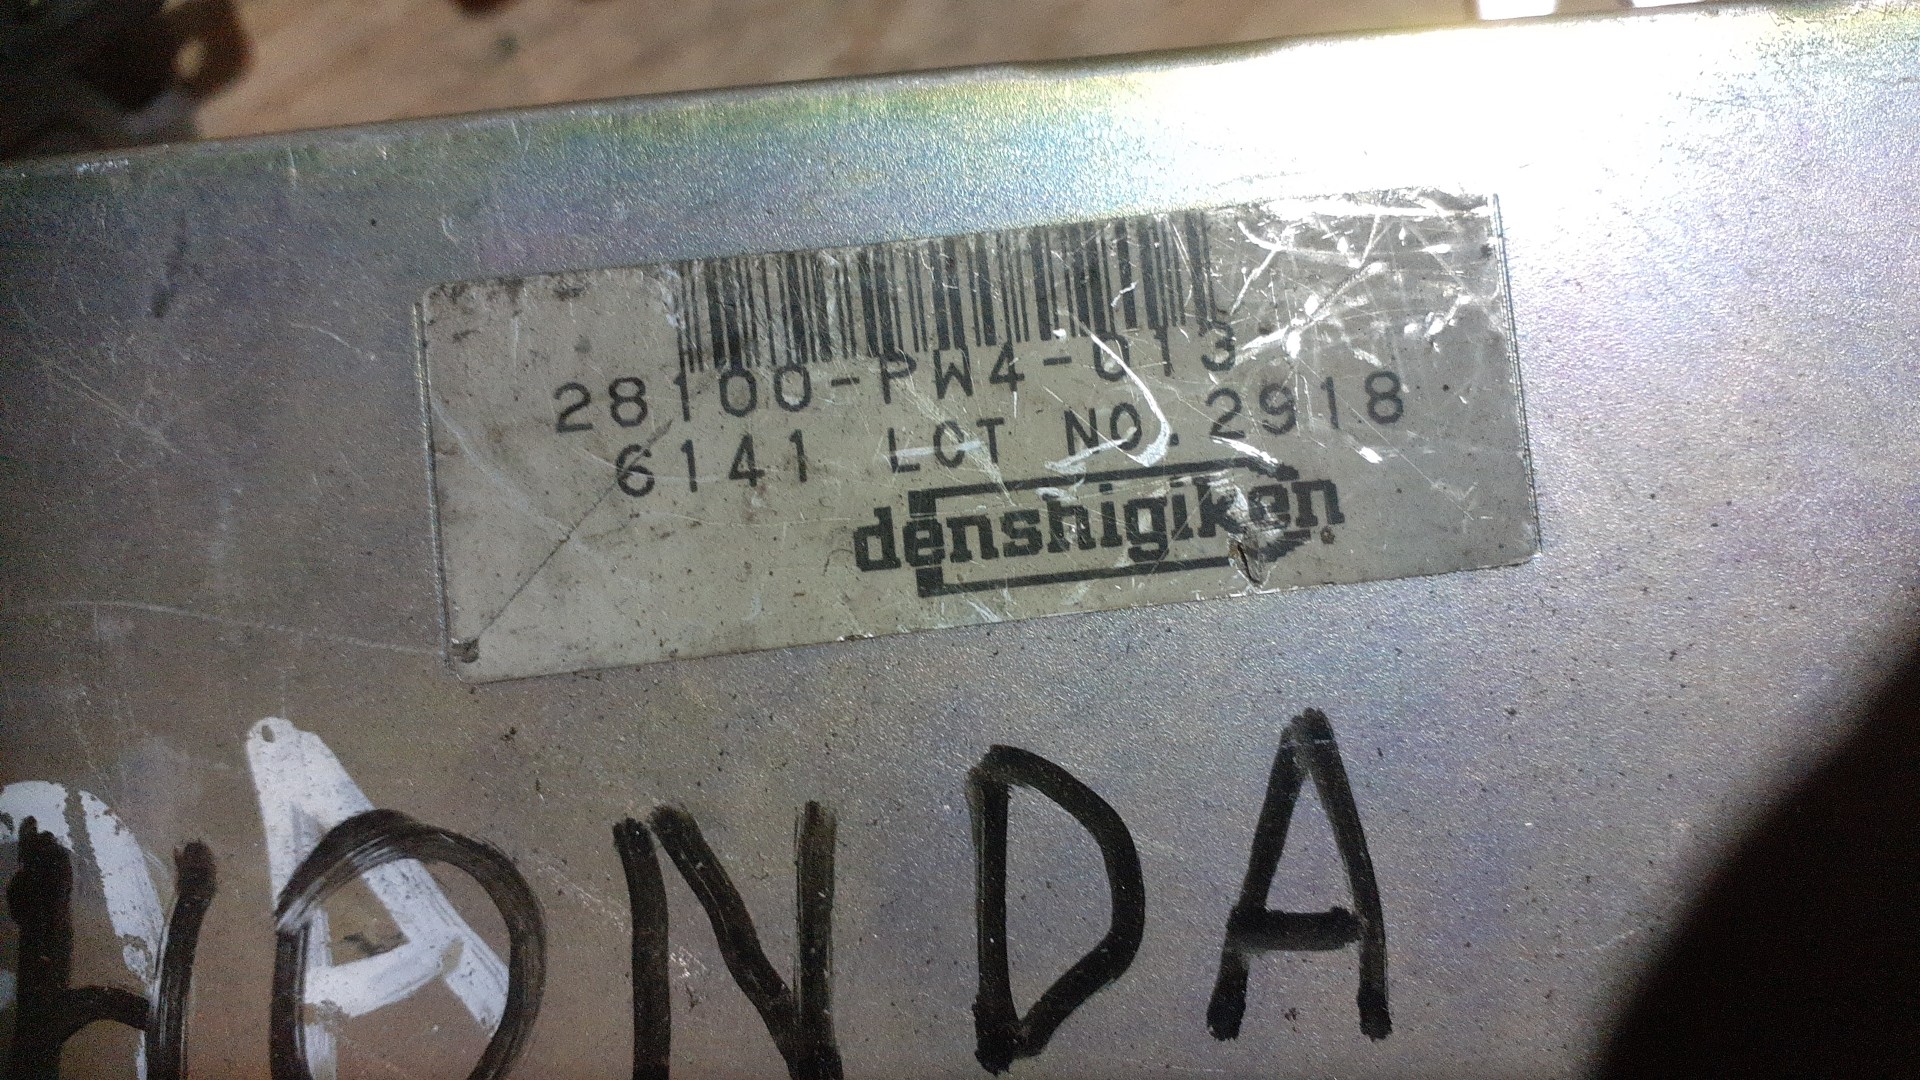 28100-PW4-013
6141 LOT NO.2918
denshigiken
HONDA